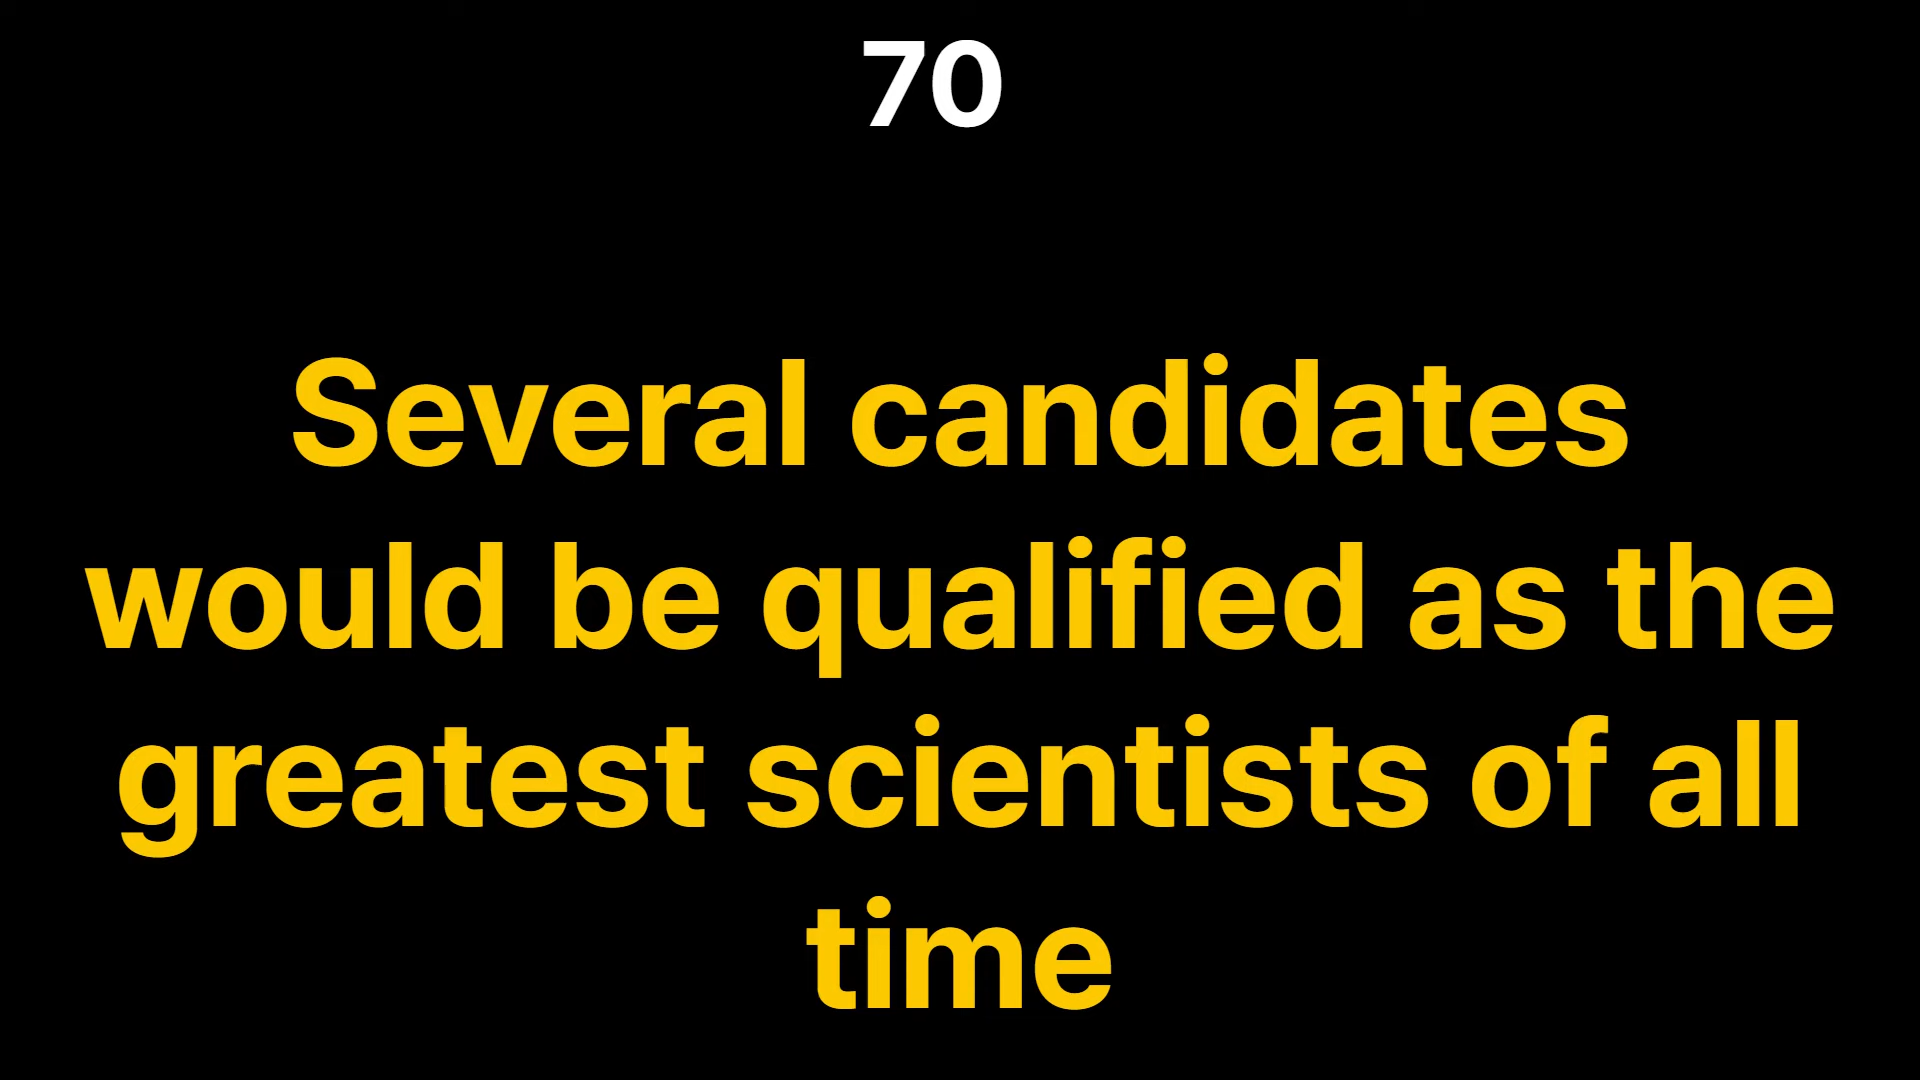 70
Several candidates
would be qualified as the
greatest scientists of all
time